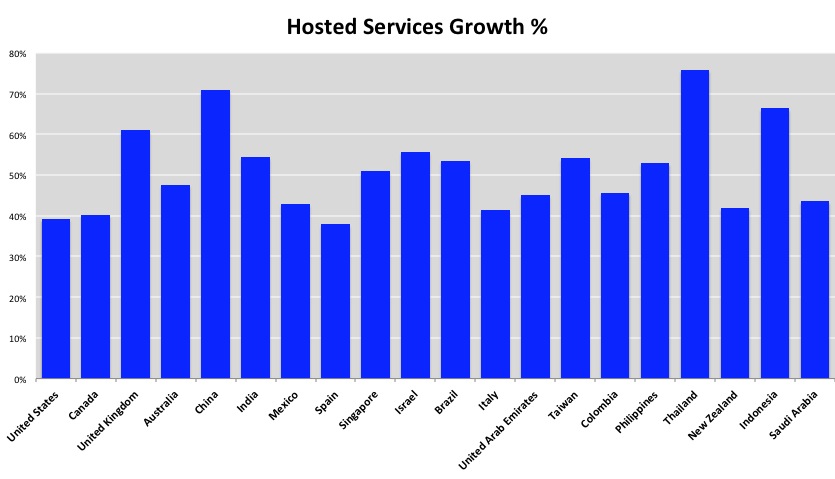 Hosted Services Growth %
80%
70%
60%
50%
40%
30%
20%
10%
0%
United States
Canada
United Kingdom
Australia
China
India
Mexico
Spain
Singapore
Israel
Brazil
Italy
United Arab Emirates
Taiwan
Colombia
Philippines
Thailand
New Zealand
Indonesia
Saudi Arabia